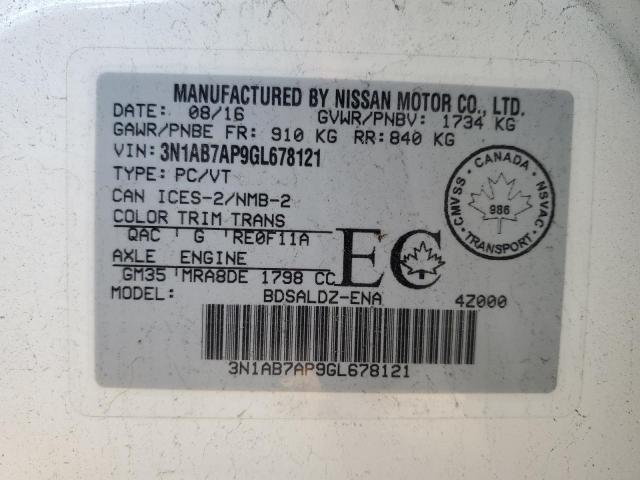 MANUFACTURED BY NISSAN MOTOR CO., LTD.
DATE: 08/16 GVWR/PNBV: 1734 KG
GAWR/PNBE FR: 910 KG RR: 840 KG
VIN: 3N1AB7AP9GL678121
TYPE: PC/VT
CAN ICES-2/NMB-2
COLOR TRIM TRANS
QAC G RE0F11A
AXLE ENGINE
GM35 MRA8DE 1798 CC
MODEL: BDSALDZ-ENA 4Z000
EC
CANADA
CMVSS NSVAC
986
TRANSPORT
3N1AB7AP9GL678121